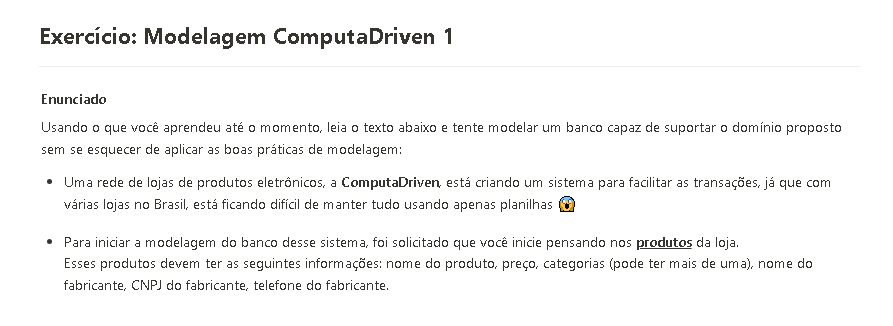 Exercício: Modelagem ComputaDriven 1
Enunciado
Usando o que você aprendeu até o momento, leia o texto abaixo e tente modelar um banco capaz de suportar o domínio proposto
sem se esquecer de aplicar as boas práticas de modelagem:
• Uma rede de lojas de produtos eletrônicos, a ComputaDriven, está criando um sistema para facilitar as transações, já que com
várias lojas no Brasil, está ficando difícil de manter tudo usando apenas planilhas 😱
• Para iniciar a modelagem do banco desse sistema, foi solicitado que você inicie pensando nos produtos da loja.
Esses produtos devem ter as seguintes informações: nome do produto, preço, categorias (pode ter mais de uma), nome do
fabricante, CNPJ do fabricante, telefone do fabricante.